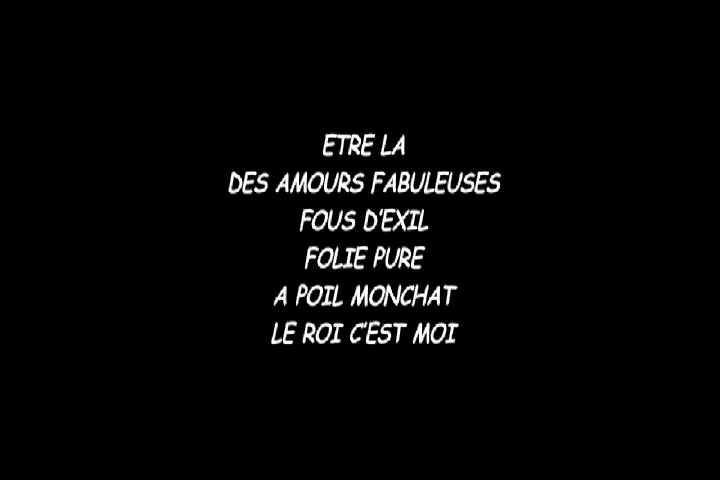 ETRE LA
DES AMOURS FABULEUSES
FOUS D'EXIL
FOLIE PURE
A POIL MONCHAT
LE ROI C'EST MOI